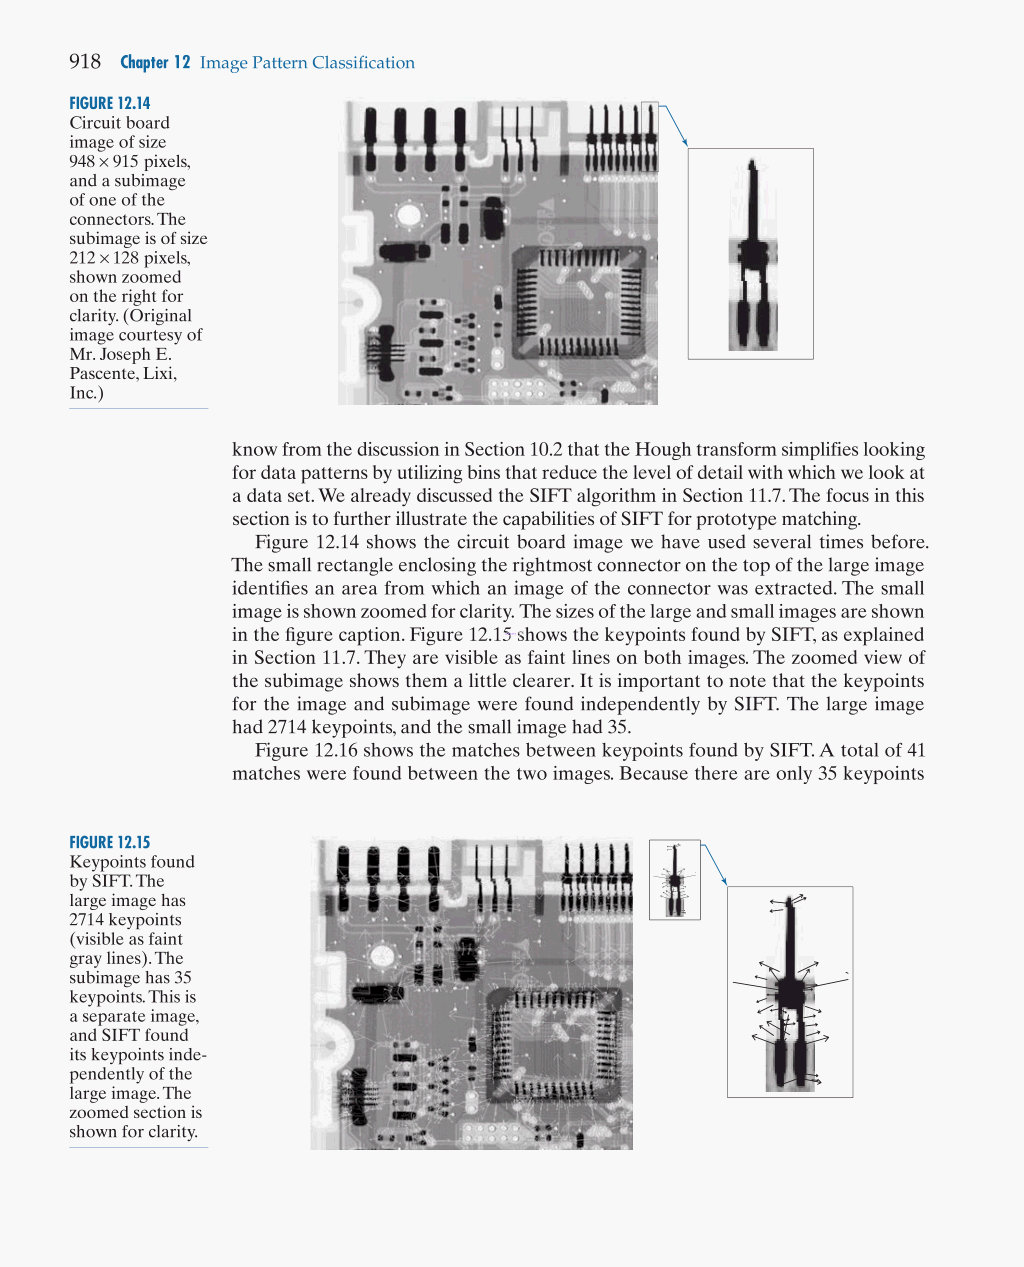 918 Chapter 12 Image Pattern Classification
FIGURE 12.14
Circuit board
image of size
948 × 915 pixels,
and a subimage
of one of the
connectors. The
subimage is of size
212 × 128 pixels,
shown zoomed
on the right for
clarity. (Original
image courtesy of
Mr. Joseph E.
Pascente, Lixi,
Inc.)
know from the discussion in Section 10.2 that the Hough transform simplifies looking
for data patterns by utilizing bins that reduce the level of detail with which we look at
a data set. We already discussed the SIFT algorithm in Section 11.7. The focus in this
section is to further illustrate the capabilities of SIFT for prototype matching.
Figure 12.14 shows the circuit board image we have used several times before.
The small rectangle enclosing the rightmost connector on the top of the large image
identifies an area from which an image of the connector was extracted. The small
image is shown zoomed for clarity. The sizes of the large and small images are shown
in the figure caption. Figure 12.15 shows the keypoints found by SIFT, as explained
in Section 11.7. They are visible as faint lines on both images. The zoomed view of
the subimage shows them a little clearer. It is important to note that the keypoints
for the image and subimage were found independently by SIFT. The large image
had 2714 keypoints, and the small image had 35.
Figure 12.16 shows the matches between keypoints found by SIFT. A total of 41
matches were found between the two images. Because there are only 35 keypoints
FIGURE 12.15
Keypoints found
by SIFT. The
large image has
2714 keypoints
(visible as faint
gray lines). The
subimage has 35
keypoints. This is
a separate image,
and SIFT found
its keypoints inde-
pendently of the
large image. The
zoomed section is
shown for clarity.